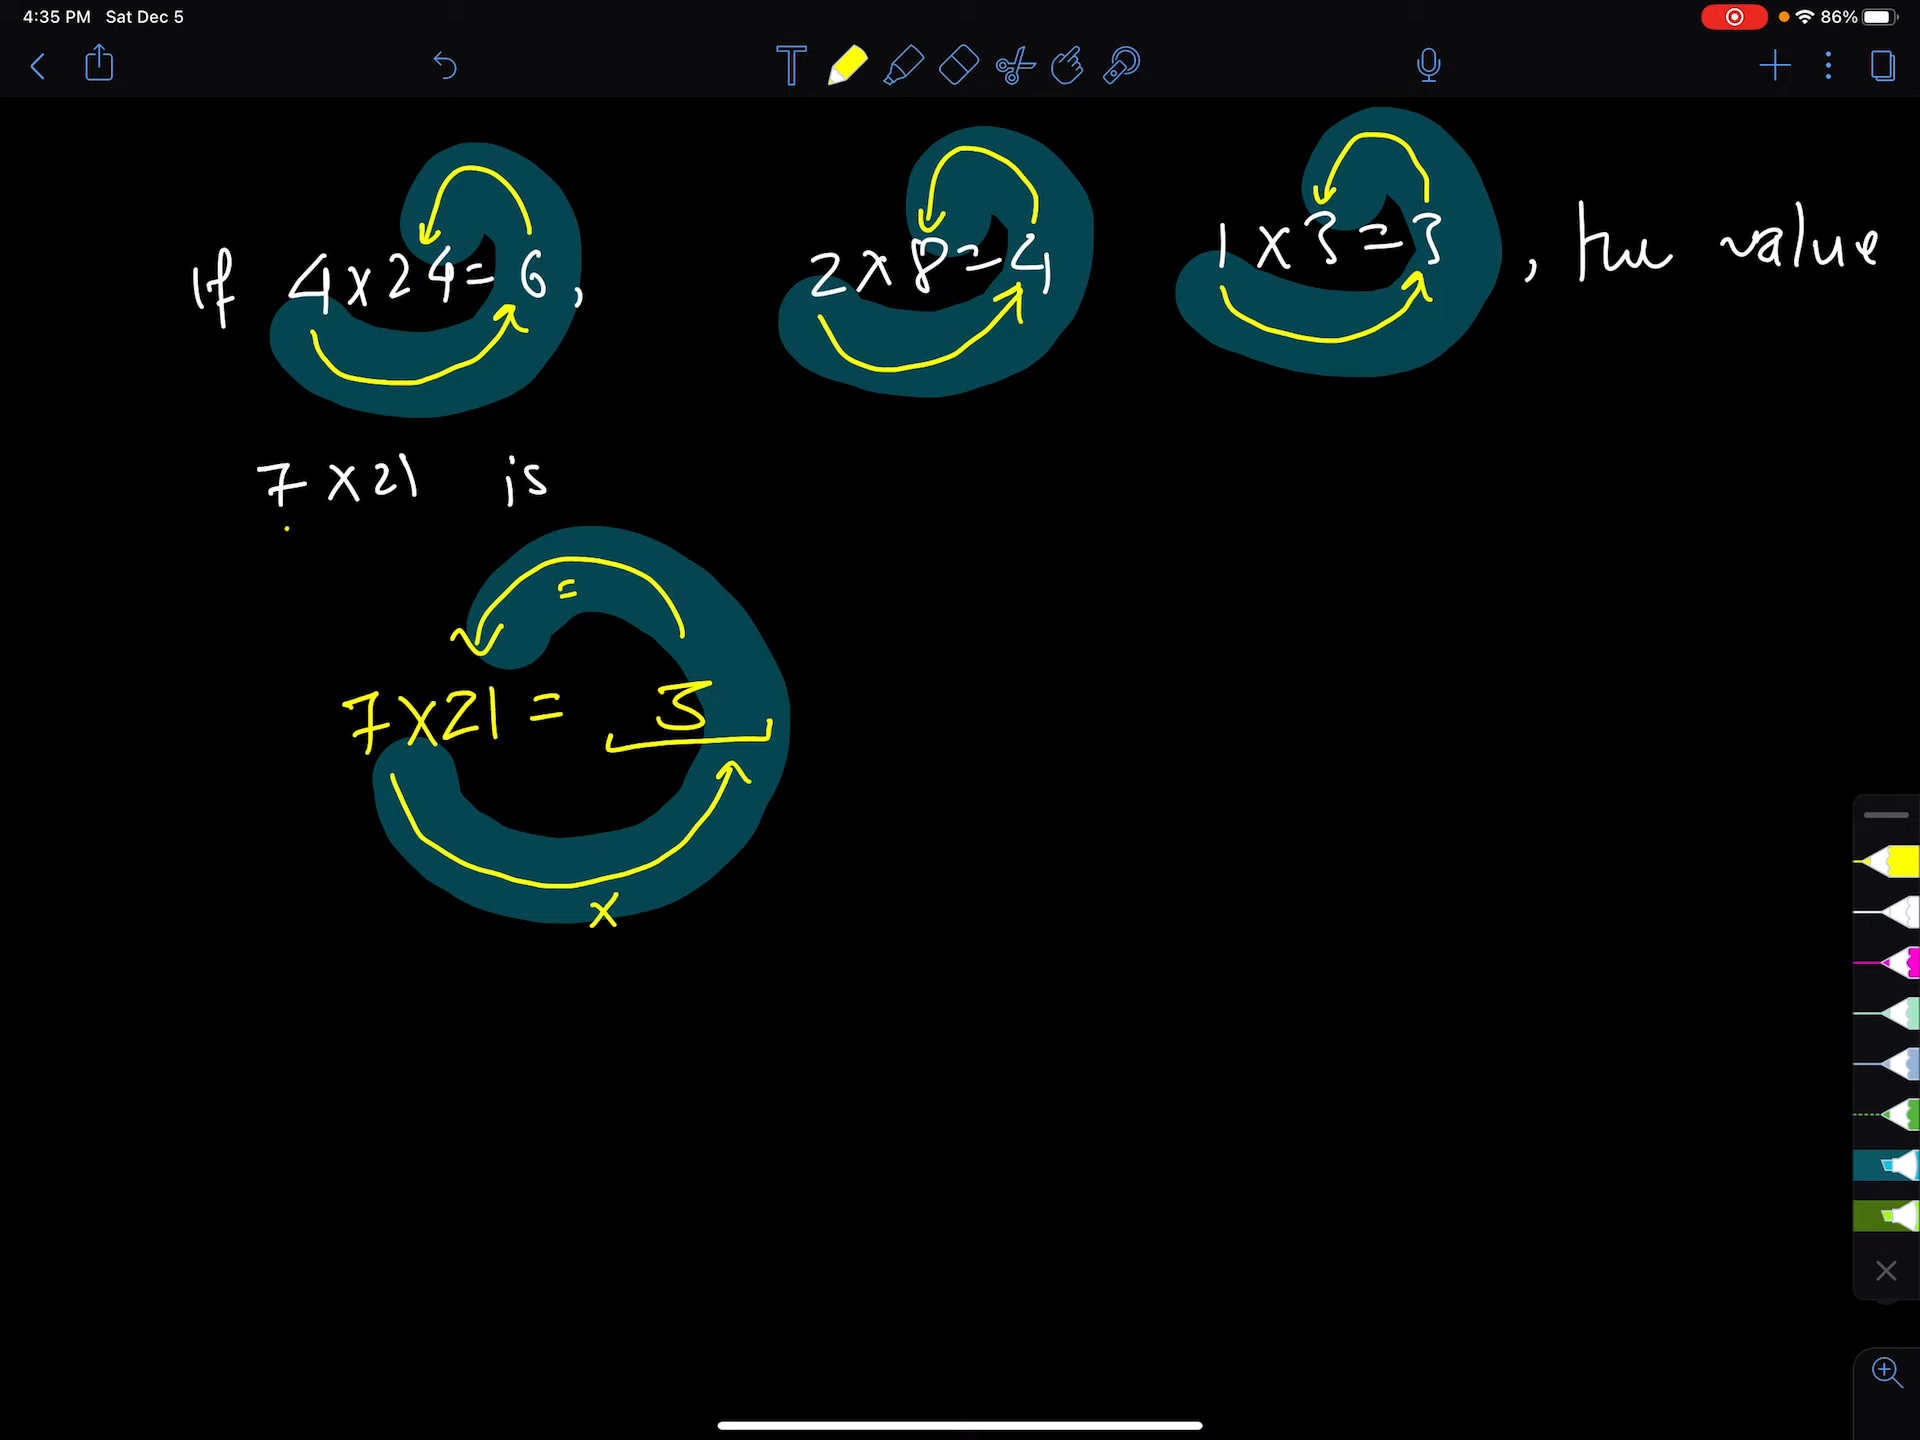 4:35 PM Sat Dec 5
86%
If 4x24=6, 2x8=4 1x3=3, the value
7x21 is
=
7x21= 3
x